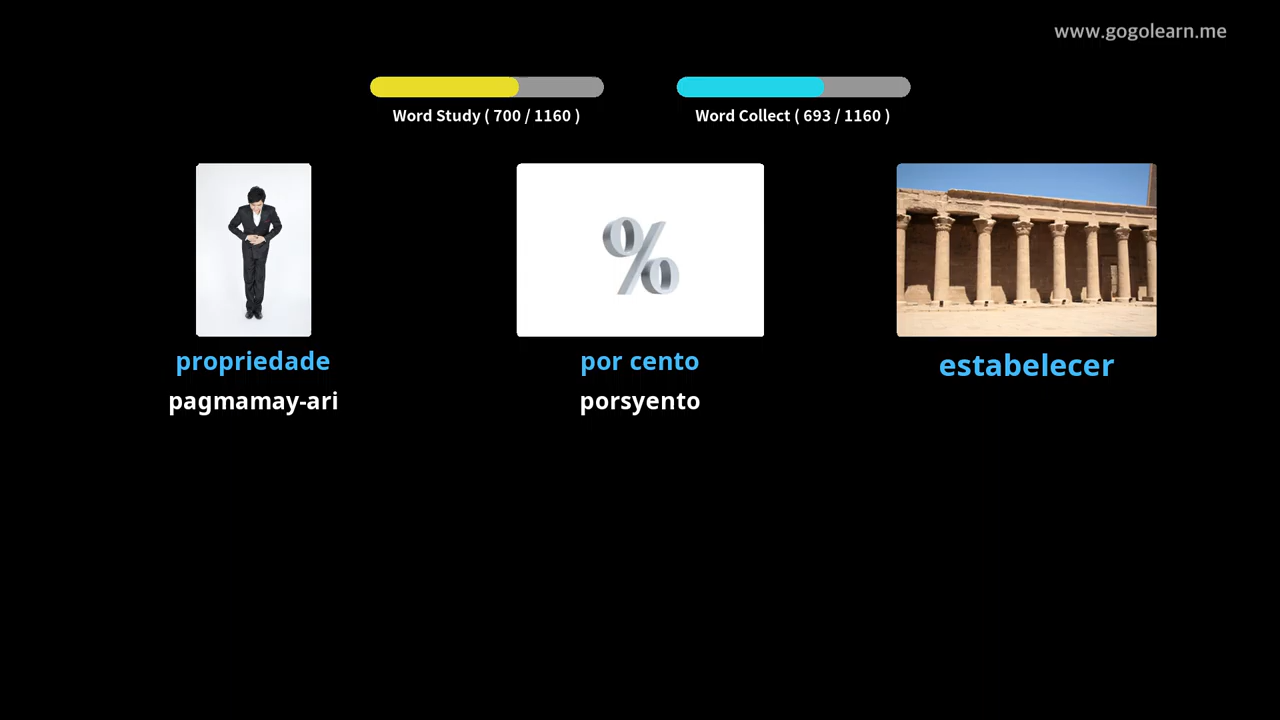 www.gogolearn.me
Word Study ( 700 / 1160 )
Word Collect ( 693 / 1160 )
%
propriedade
pagmamay-ari
por cento
porsyento
estabelecer